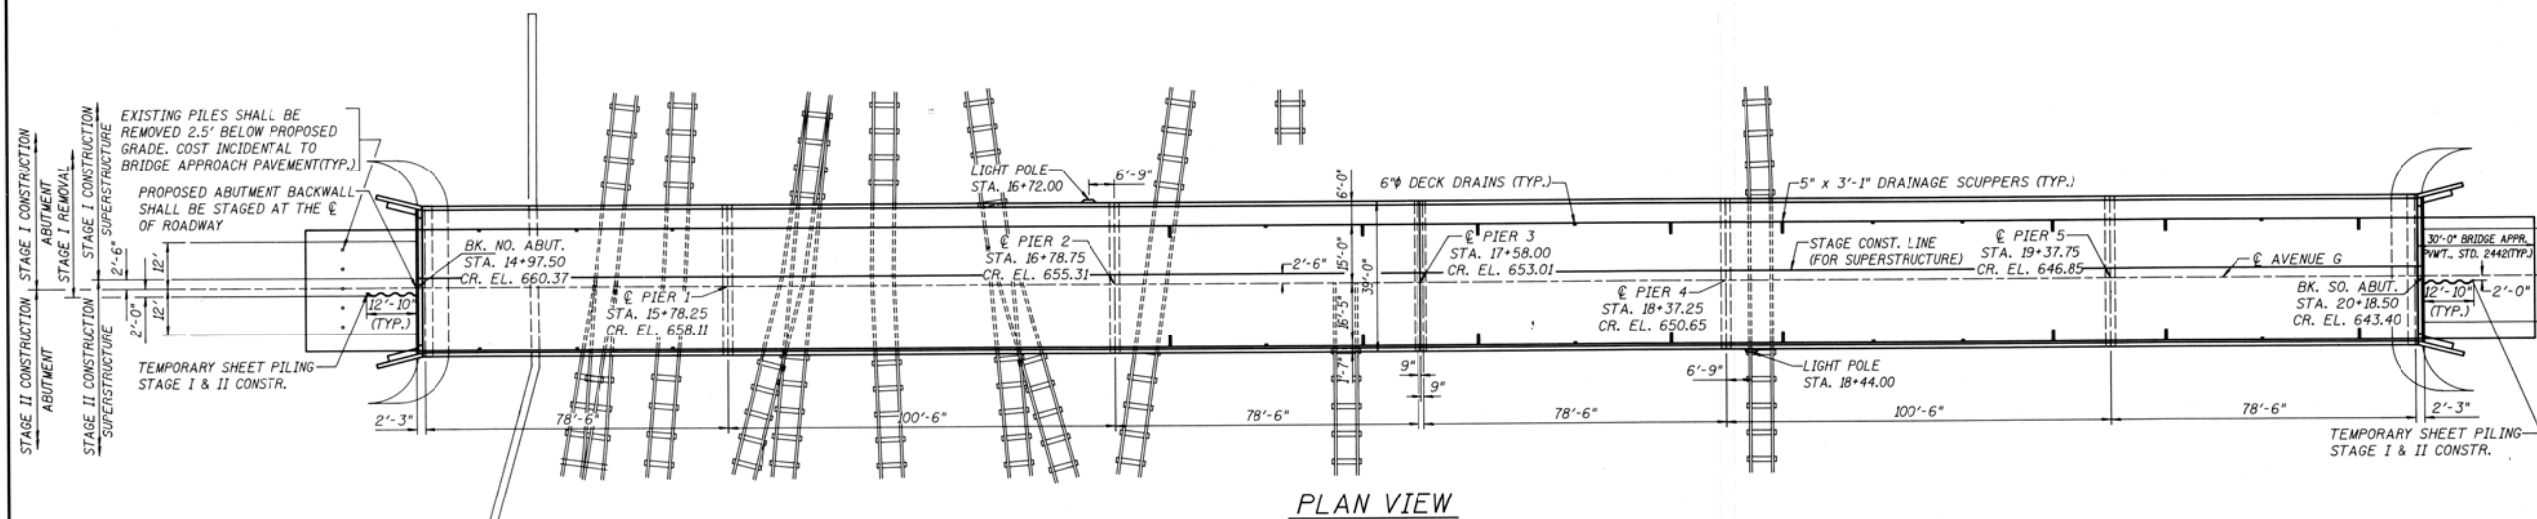 EXISTING PILES SHALL BE
REMOVED 2.5' BELOW PROPOSED
GRADE. COST INCIDENTAL TO
BRIDGE APPROACH PAVEMENT(TYP.)
PROPOSED ABUTMENT BACKWALL
SHALL BE STAGED AT THE ℄
OF ROADWAY
STAGE I CONSTRUCTION
ABUTMENT
STAGE I REMOVAL
STAGE I CONSTRUCTION
SUPERSTRUCTURE
STAGE II CONSTRUCTION
ABUTMENT
STAGE II CONSTRUCTION
SUPERSTRUCTURE
2'-6"
12'
2'-0"
12'
12'-10"
(TYP.)
TEMPORARY SHEET PILING
STAGE I & II CONSTR.
BK. NO. ABUT.
STA. 14+97.50
CR. EL. 660.37
℄ PIER 1
STA. 15+78.25
CR. EL. 658.11
LIGHT POLE
STA. 16+72.00
6'-9"
℄ PIER 2
STA. 16+78.75
CR. EL. 655.31
2'-6"
6'-0"
15'-0"
39'-0"
16'-5"
1'-7"
6"φ DECK DRAINS (TYP.)
5" x 3'-1" DRAINAGE SCUPPERS (TYP.)
℄ PIER 3
STA. 17+58.00
CR. EL. 653.01
STAGE CONST. LINE
(FOR SUPERSTRUCTURE)
℄ PIER 4
STA. 18+37.25
CR. EL. 650.65
℄ PIER 5
STA. 19+37.75
CR. EL. 646.85
℄ AVENUE G
30'-0" BRIDGE APPR.
PVM'T., STD. 2442(TYP.)
BK. SO. ABUT.
STA. 20+18.50
CR. EL. 643.40
12'-10"
(TYP.)
2'-0"
9"
9"
6'-9"
LIGHT POLE
STA. 18+44.00
2'-3"
78'-6"
100'-6"
78'-6"
78'-6"
100'-6"
78'-6"
2'-3"
TEMPORARY SHEET PILING
STAGE I & II CONSTR.
PLAN VIEW